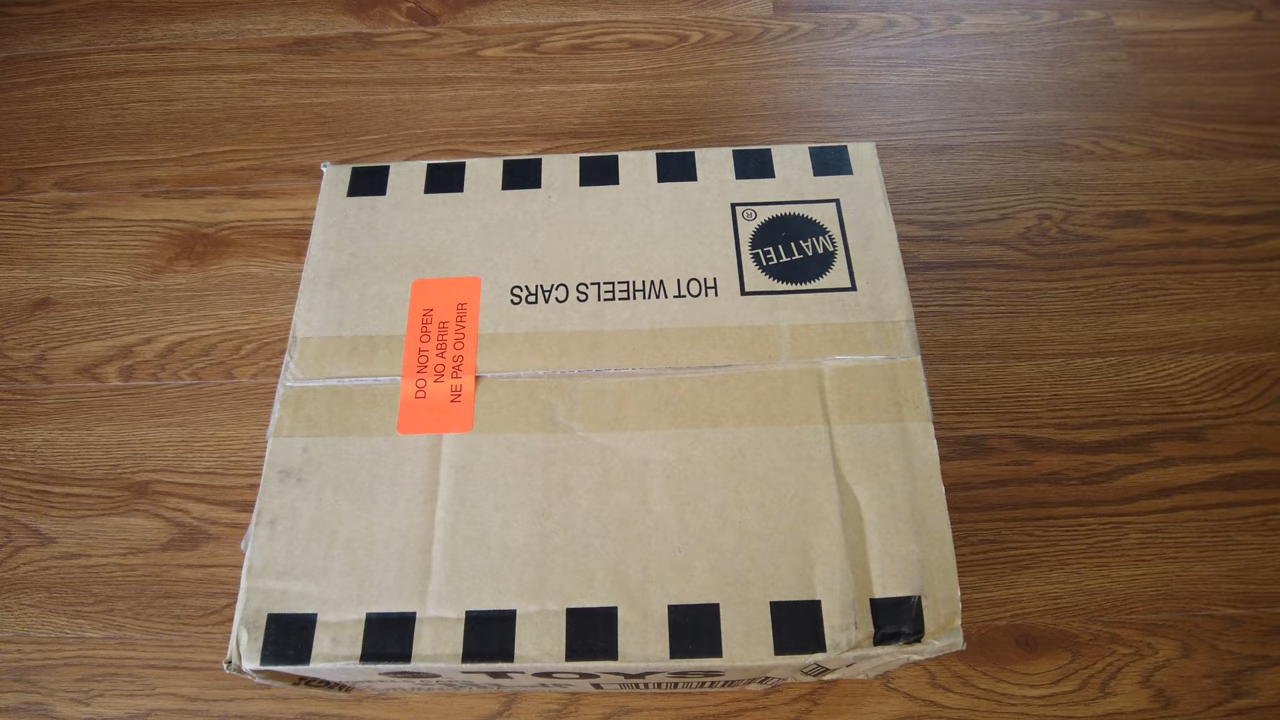 ®
MATTEL
HOT WHEELS CARS
DO NOT OPEN
NO ABRIR
NE PAS OUVRIR
TOYS